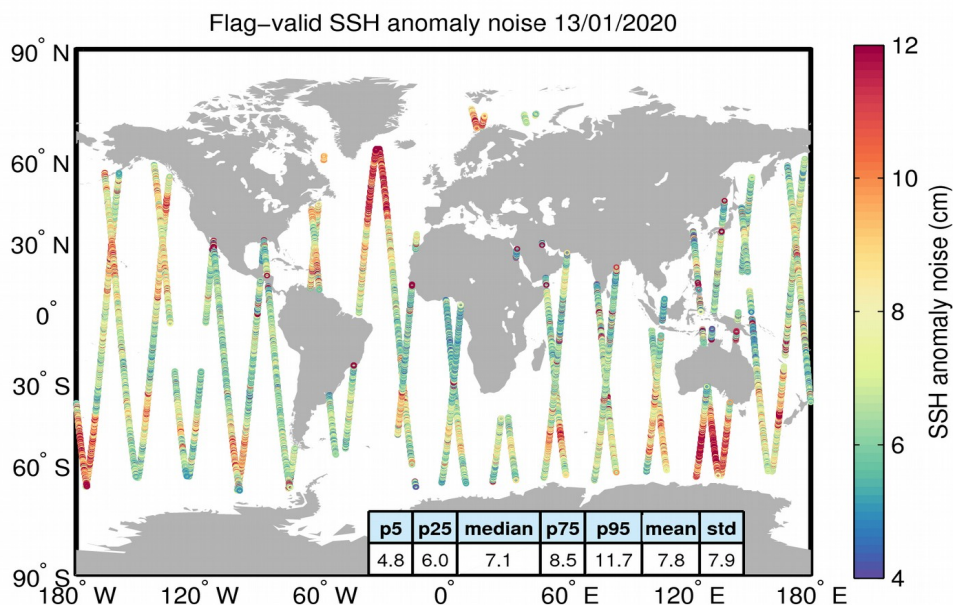 Flag−valid SSH anomaly noise 13/01/2020
90° N
60° N
30° N
0°
30° S
60° S
90° S
180° W
120° W
60° W
0°
60° E
120° E
180° E
p5 p25 median p75 p95 mean std
4.8 6.0 7.1 8.5 11.7 7.8 7.9
12
10
8
6
4
SSH anomaly noise (cm)